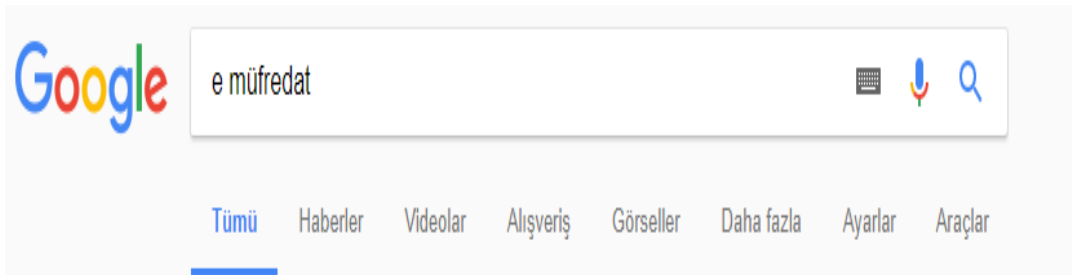 Google e müfredat
Tümü Haberler Videolar Alışveriş Görseller Daha fazla Ayarlar Araçlar